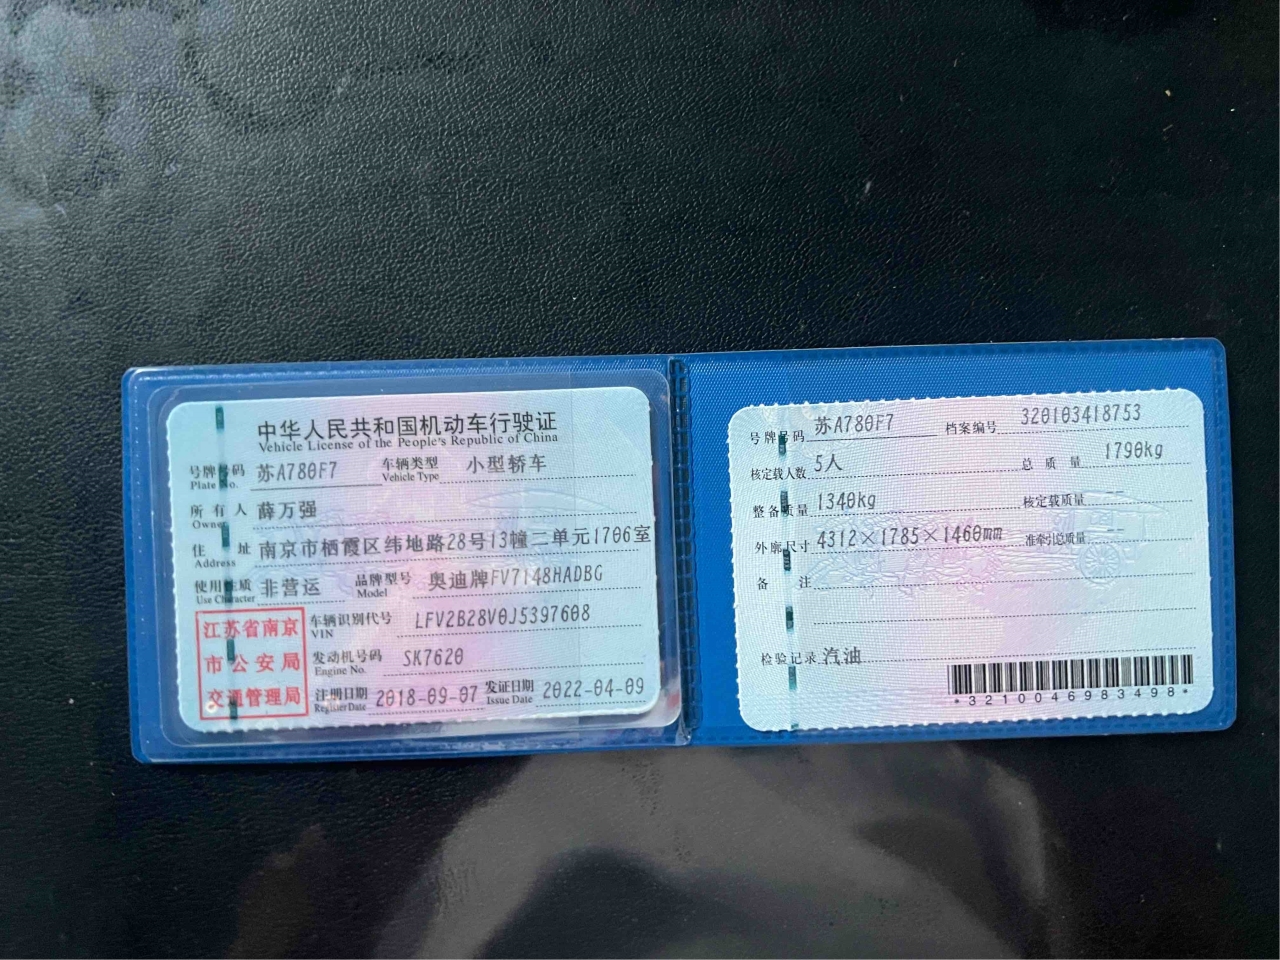 中华人民共和国机动车行驶证
Vehicle License of the People's Republic of China
号牌号码 苏A780F7 车辆类型 小型轿车
Plate No. Vehicle Type
所有人 薛万强
Owner
住址 南京市栖霞区纬地路28号13幢二单元1706室
Address
使用性质 非营运 品牌型号 奥迪牌FV7148HADBG
Use Character Model
江苏省南京
市公安局
交通管理局
车辆识别代号 LFV2B28V0J5397608
VIN
发动机号码 SK7620
Engine No.
注册日期 2018-09-07 发证日期 2022-04-09
Register Date Issue Date
号牌号码 苏A780F7 档案编号 320103418753
核定载人数 5人 总质量 1790kg
整备质量 1340kg 核定载质量
外廓尺寸 4312×1785×1460mm 准牵引总质量
备注
检验记录 汽油
*3210046983498*